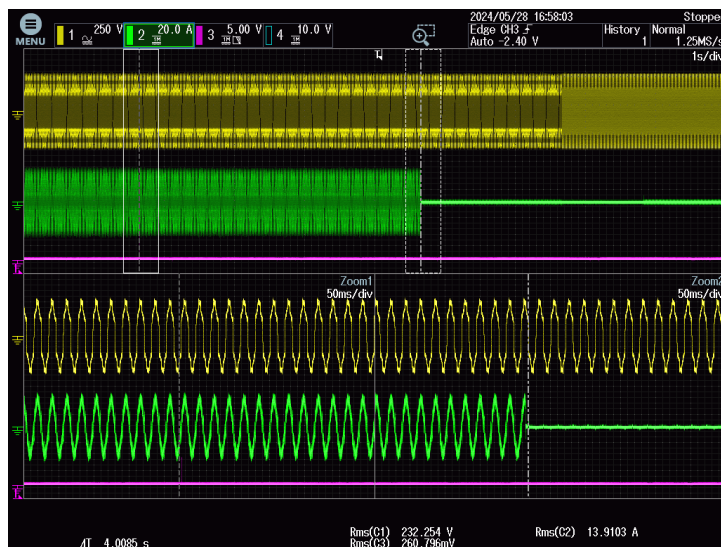 2024/05/28 16:58:03 Stoppe
MENU
1 250 V 2 20.0 A 3 5.00 V 4 10.0 V
Edge CH3
Auto -2.40 V
History
1
Normal
1.25MS/s
1s/div
T
Zoom1
50ms/div
Zoom2
50ms/div
ΔT 4.0085 s
Rms(C1) 232.254 V
Rms(C2) 13.9103 A
Rms(C3) 260.796mV